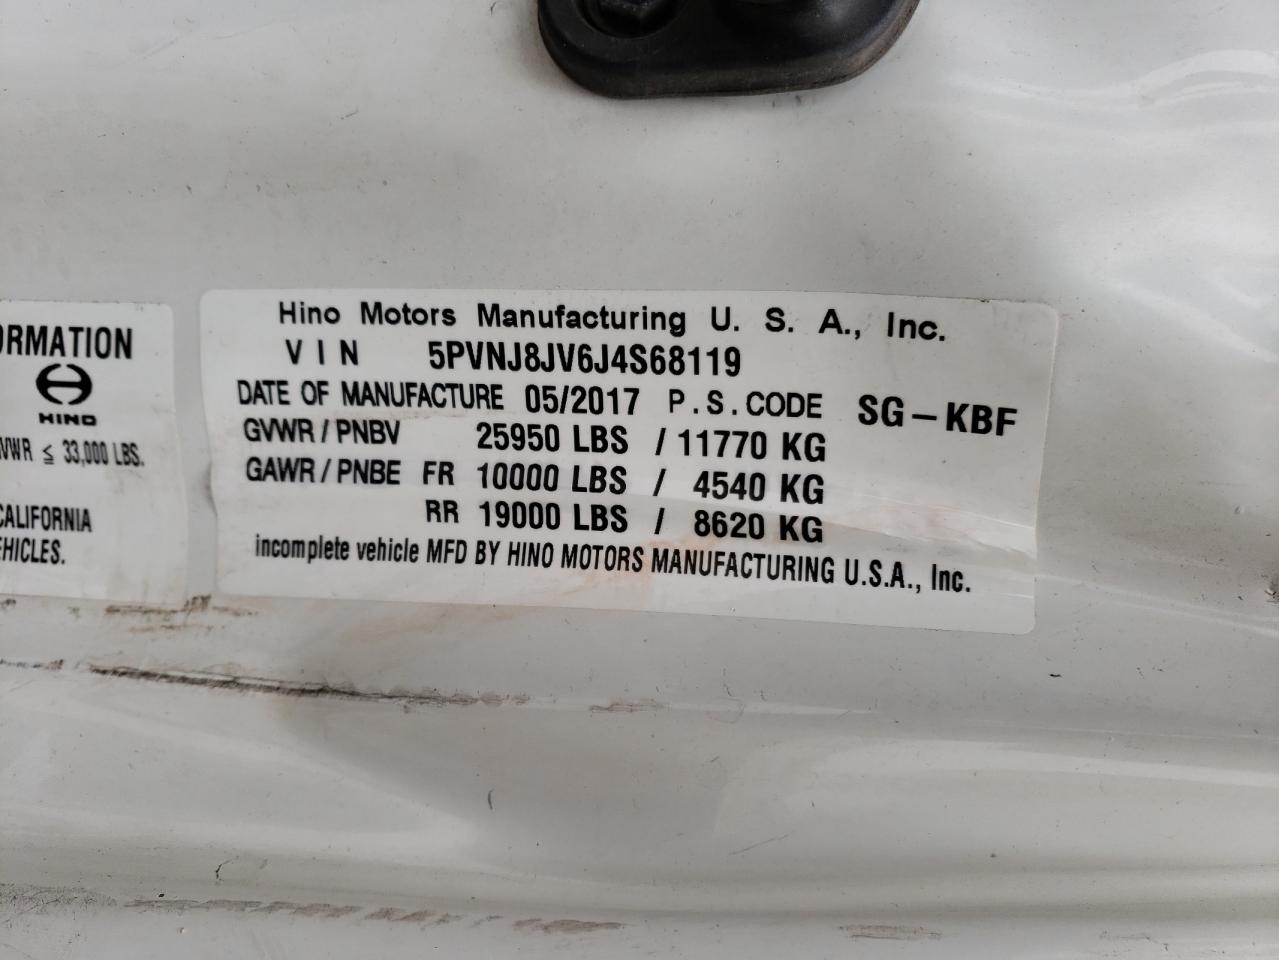 ORMATION
HINO
VWR ≤ 33,000 LBS.
CALIFORNIA
EHICLES.
Hino Motors Manufacturing U. S. A., Inc.
VIN 5PVNJ8JV6J4S68119
DATE OF MANUFACTURE 05/2017 P.S.CODE SG-KBF
GVWR/PNBV 25950 LBS / 11770 KG
GAWR/PNBE FR 10000 LBS / 4540 KG
RR 19000 LBS / 8620 KG
incomplete vehicle MFD BY HINO MOTORS MANUFACTURING U.S.A., Inc.